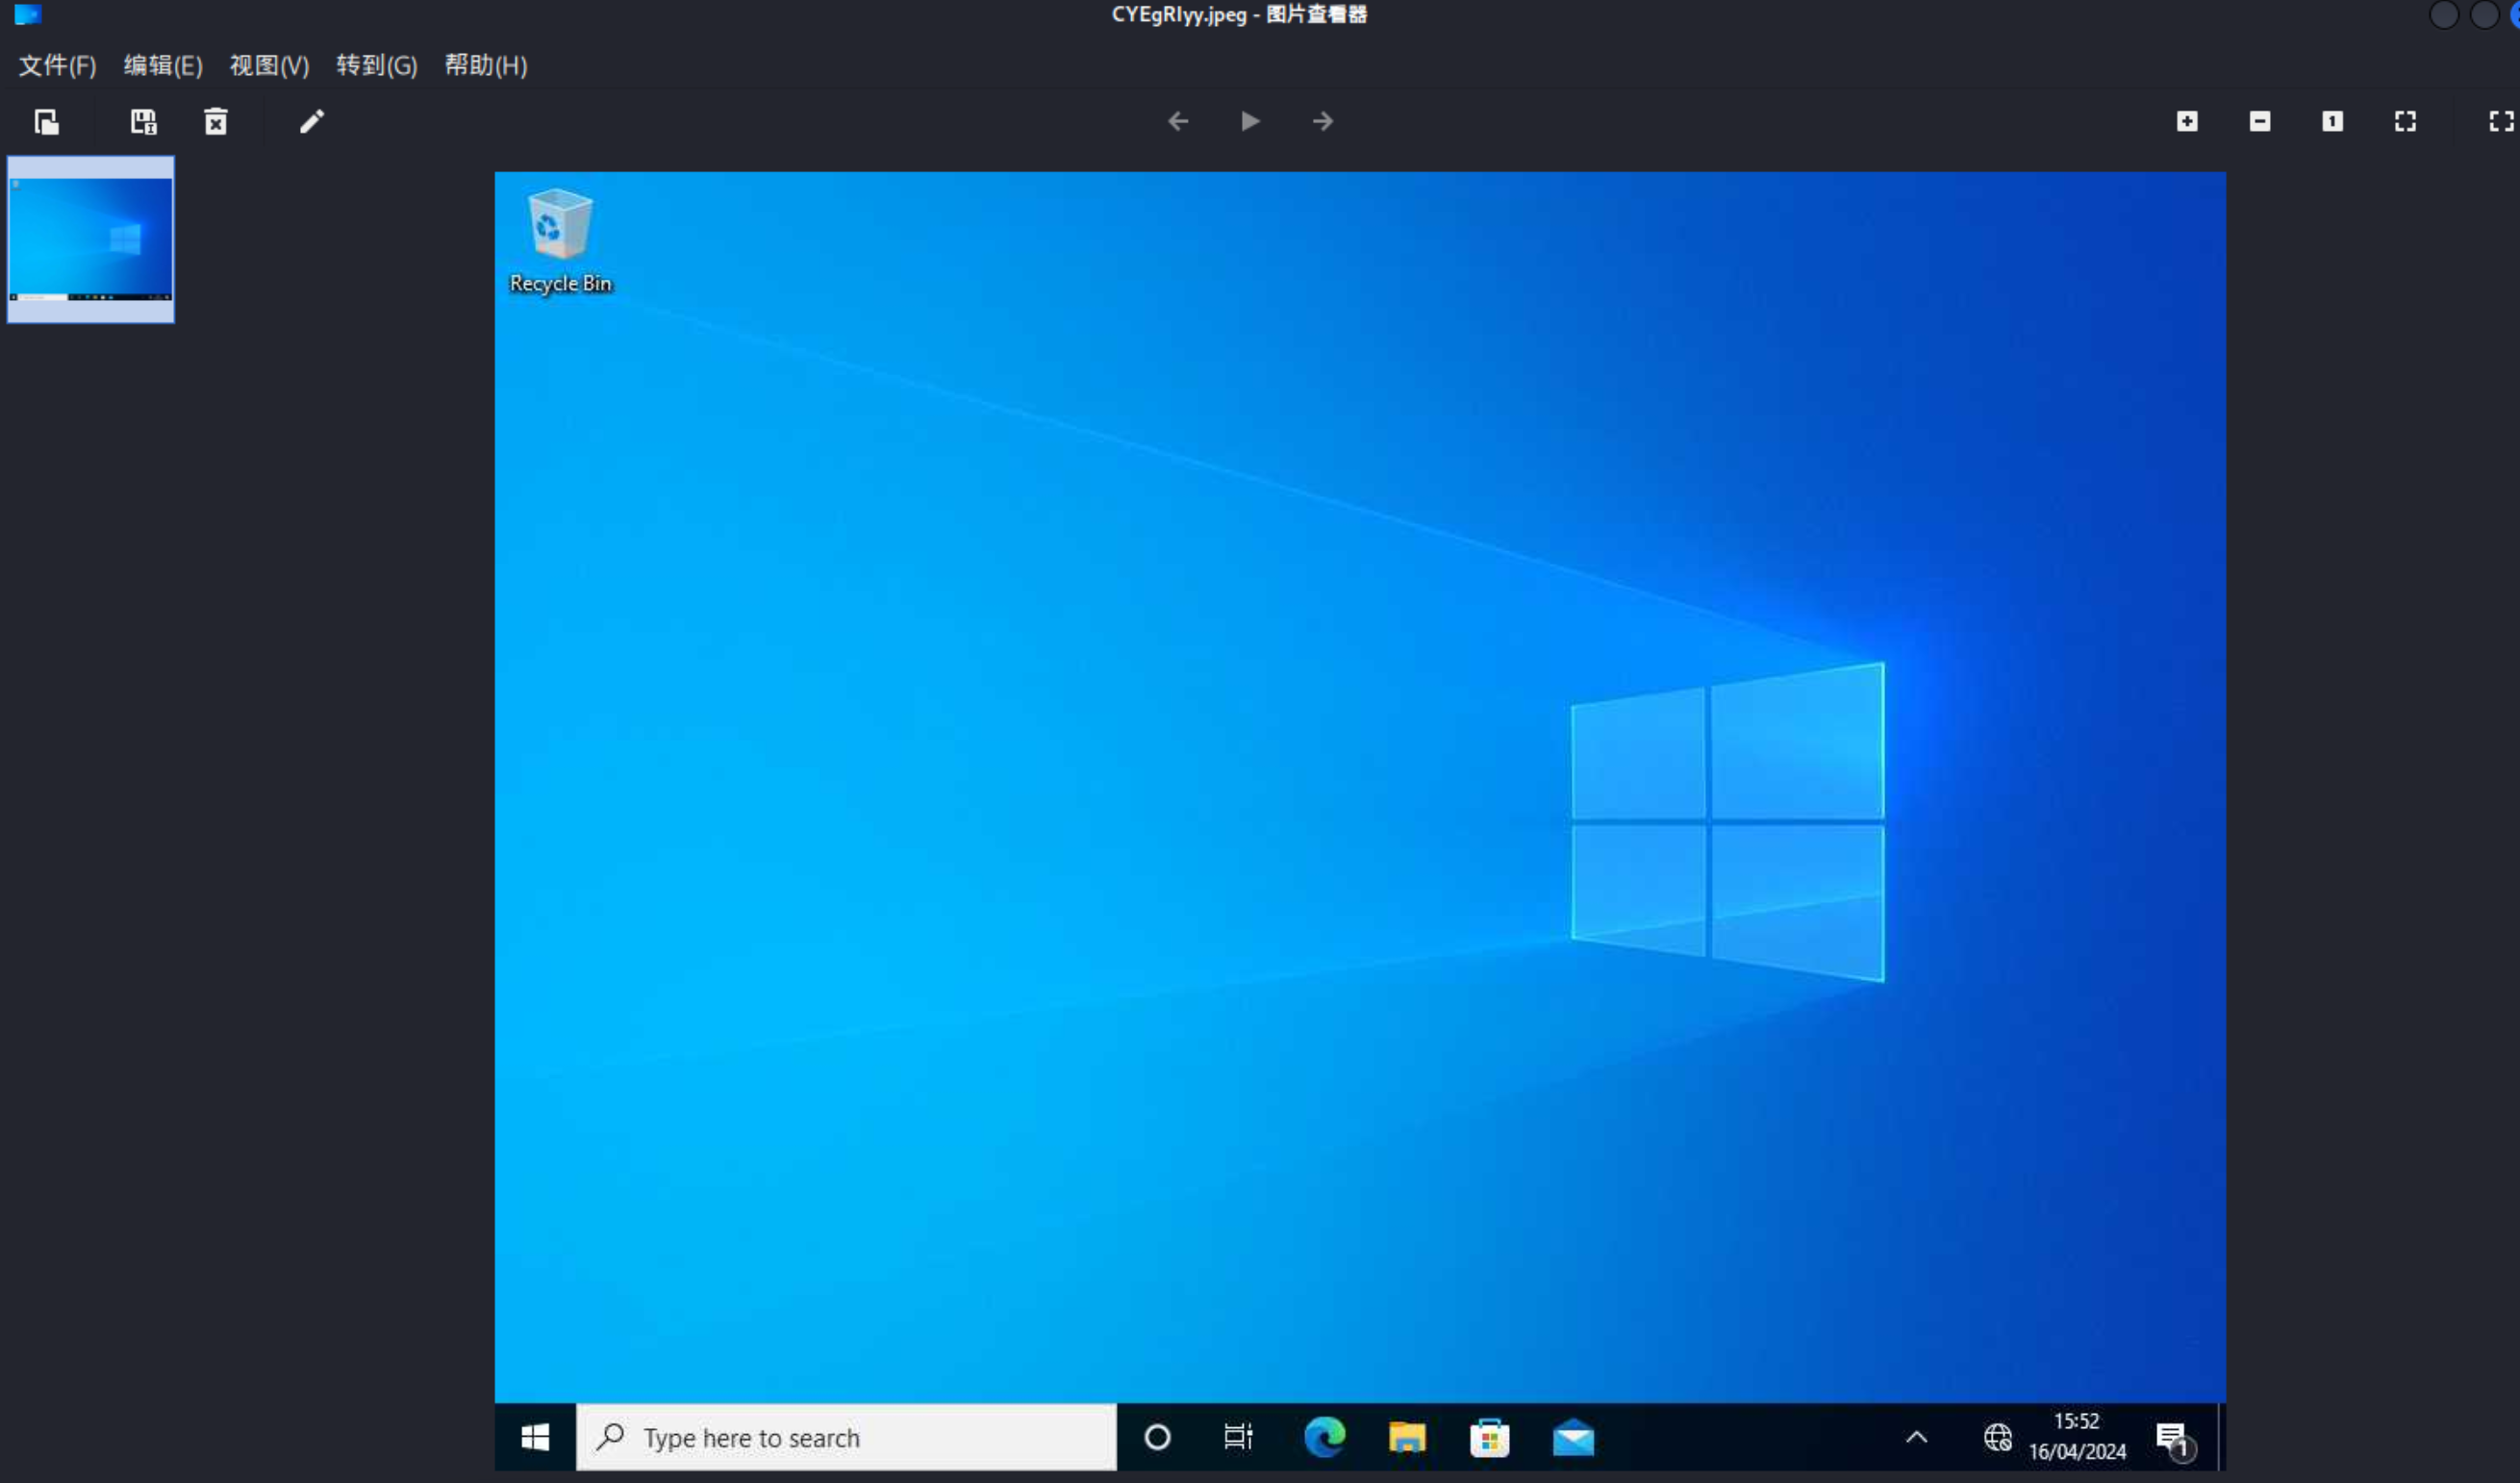 CYEgRIyy.jpeg - 图片查看器
文件(F) 编辑(E) 视图(V) 转到(G) 帮助(H)
1
Recycle Bin
Type here to search
15:52
16/04/2024
1